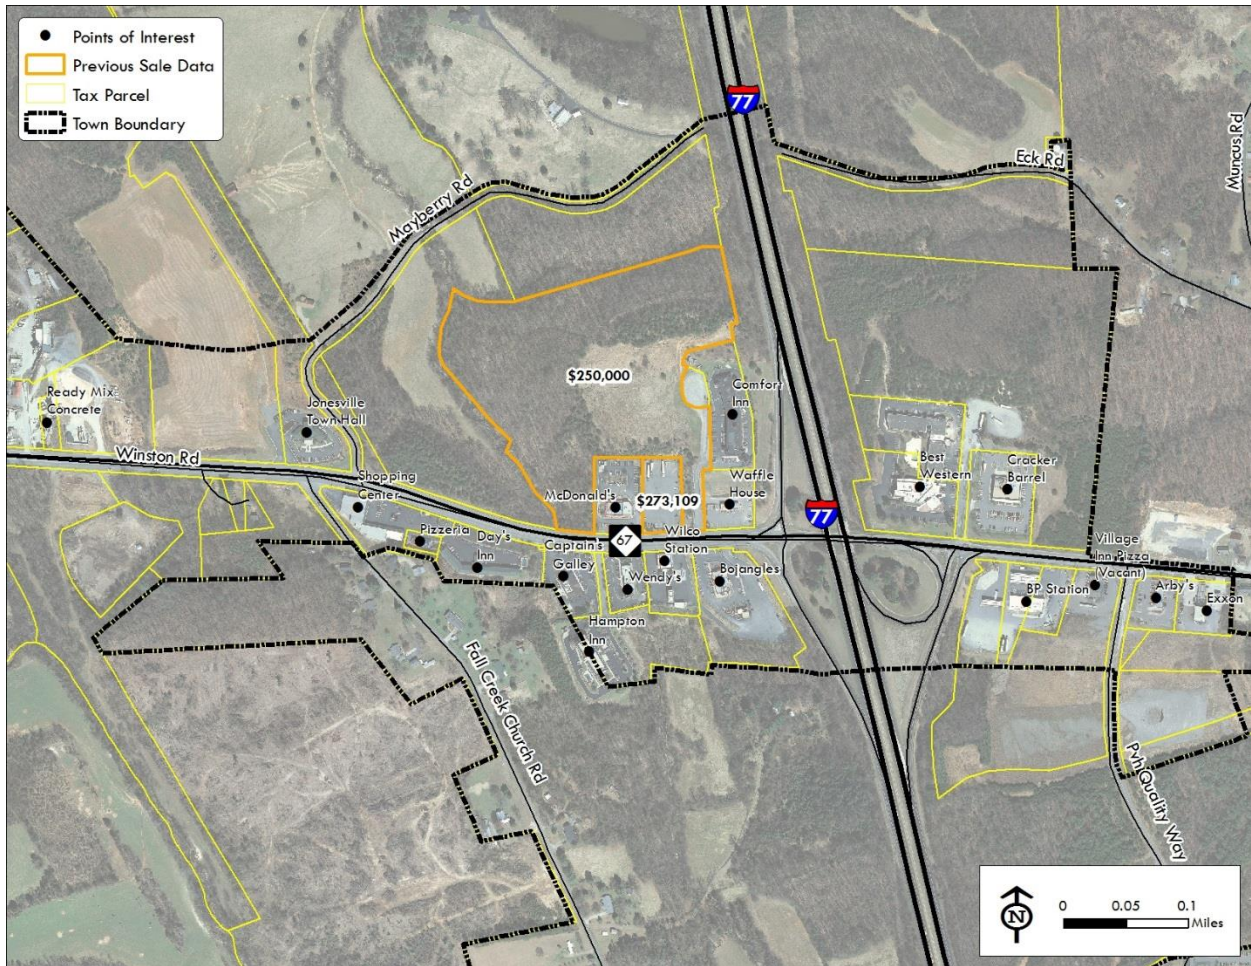 Points of Interest
Previous Sale Data
Tax Parcel
Town Boundary
77
Eck Rd
Muncus Rd
Mayberry Rd
$250,000
Comfort
Inn
Ready Mix
Concrete
Jonesville
Town Hall
Winston Rd
Shopping
Center
McDonald's
$273,109
Waffle
House
Best
Western
Cracker
Barrel
77
67
Pizzeria
Day's
Inn
Captain's
Galley
Wendy's
Wilco
Station
Bojangles
Village
Inn Pizza
(Vacant)
BP Station
Arby's
Exxon
Hampton
Inn
Fall Creek Church Rd
Pvh Quality Way
N
0 0.05 0.1
Miles